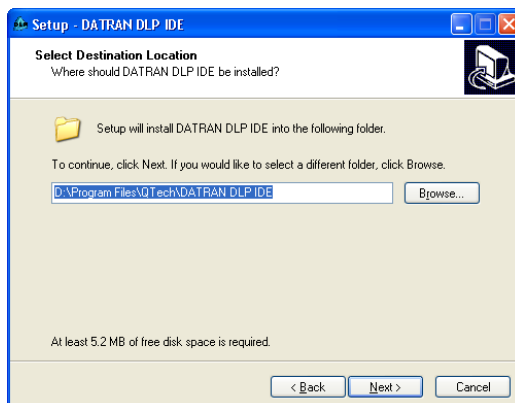 Setup - DATRAN DLP IDE
Select Destination Location
Where should DATRAN DLP IDE be installed?
Setup will install DATRAN DLP IDE into the following folder.
To continue, click Next. If you would like to select a different folder, click Browse.
D:\Program Files\QTech\DATRAN DLP IDE
Browse...
At least 5.2 MB of free disk space is required.
< Back
Next >
Cancel